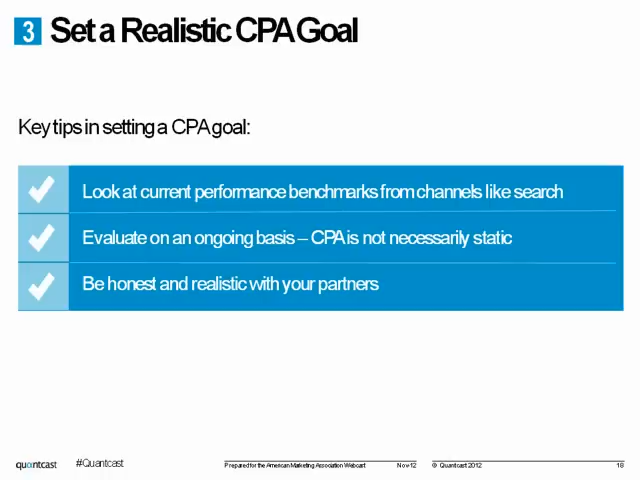 3 Set a Realistic CPA Goal
Key tips in setting a CPA goal:
Look at current performance benchmarks from channels like search
Evaluate on an ongoing basis – CPA is not necessarily static
Be honest and realistic with your partners
quantcast #Quantcast Prepared for the American Marketing Association Webcast Nov-12 © Quantcast 2012 18